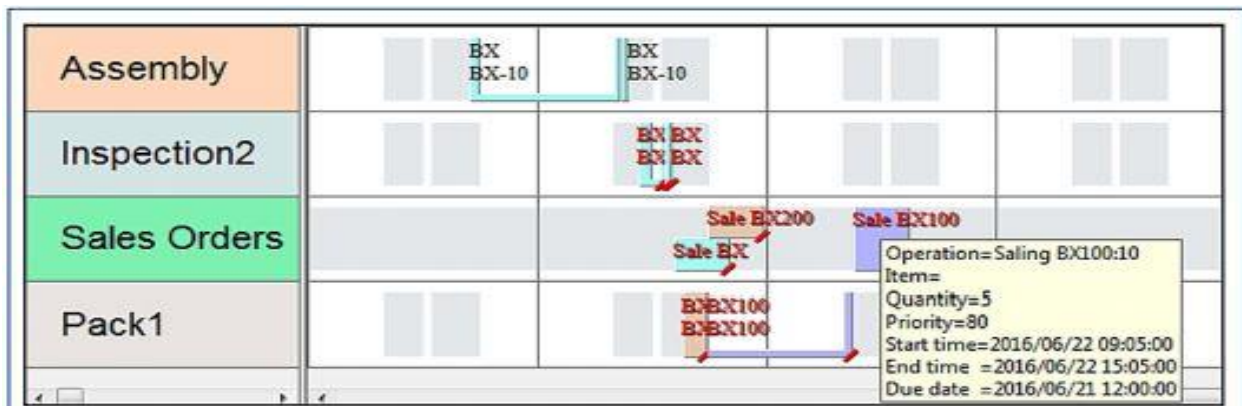 Assembly
BX
BX-10
BX
BX-10
Inspection2
BX BX
BX BX
Sales Orders
Sale BX200
Sale BX100
Sale BX
Operation=Saling BX100:10
Item=
Quantity=5
Priority=80
Start time=2016/06/22 09:05:00
End time =2016/06/22 15:05:00
Due date =2016/06/21 12:00:00
Pack1
BXBX100
BXBX100